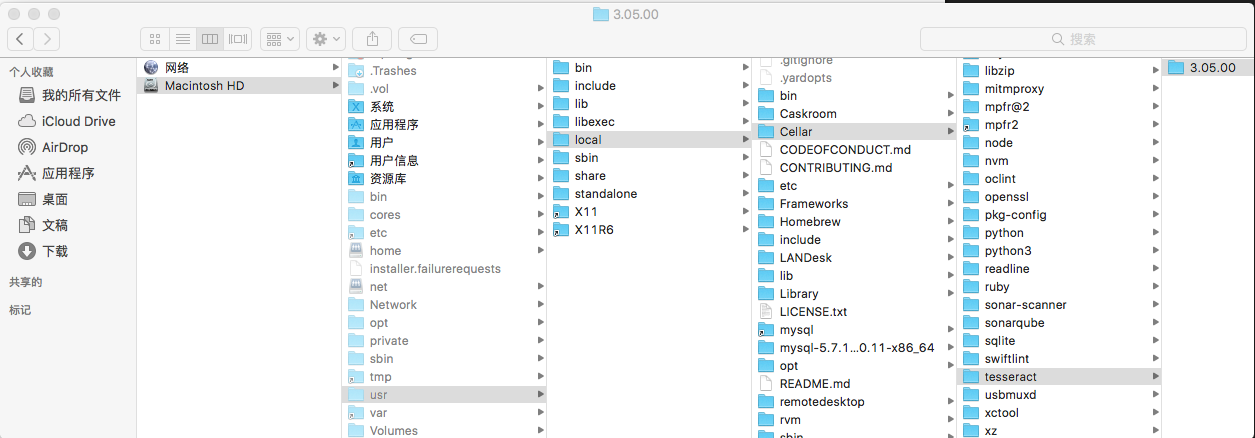 3.05.00
搜索
个人收藏
我的所有文件
iCloud Drive
AirDrop
应用程序
桌面
文稿
下载
共享的
标记
网络
Macintosh HD
.Trashes
.vol
系统
应用程序
用户
用户信息
资源库
bin
cores
etc
home
installer.failurerequests
net
Network
opt
private
sbin
tmp
usr
var
Volumes
bin
include
lib
libexec
local
sbin
share
standalone
X11
X11R6
.gitignore
.yardopts
bin
Caskroom
Cellar
CODEOFCONDUCT.md
CONTRIBUTING.md
etc
Frameworks
Homebrew
include
LANDesk
lib
Library
LICENSE.txt
mysql
mysql-5.7.1...0.11-x86_64
opt
README.md
remotedesktop
rvm
sbin
libzip
mitmproxy
mpfr@2
mpfr2
node
nvm
oclint
openssl
pkg-config
python
python3
readline
ruby
sonar-scanner
sonarqube
sqlite
swiftlint
tesseract
usbmuxd
xctool
xz
3.05.00